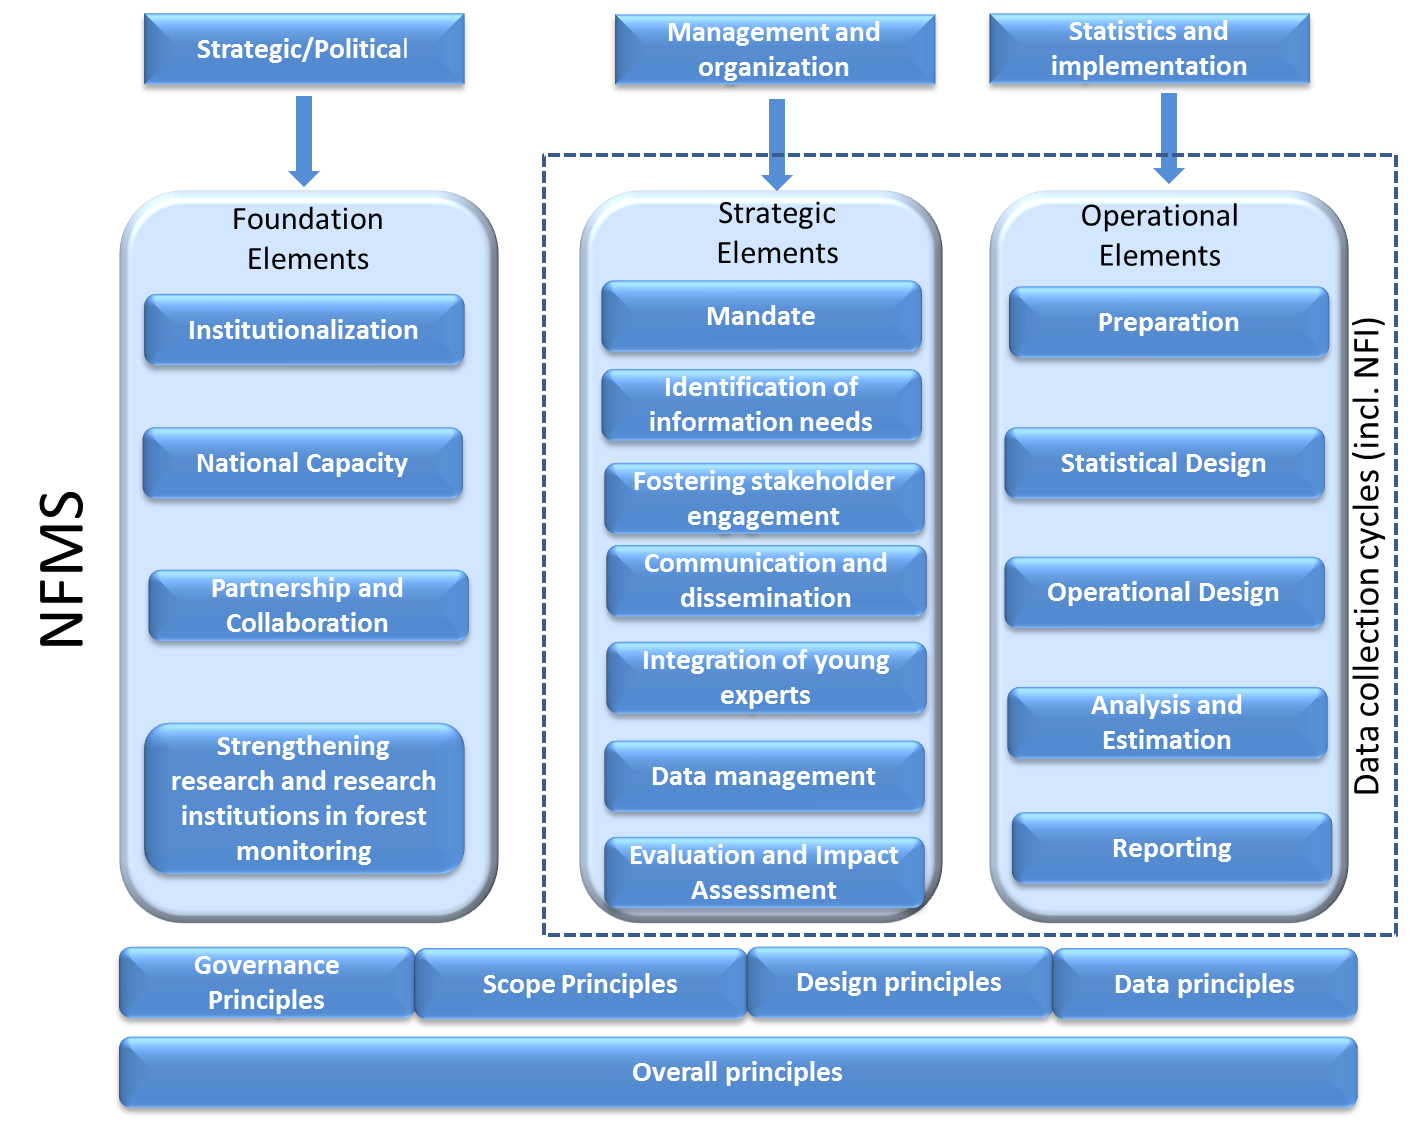 Strategic/Political
Management and
organization
Statistics and
implementation
NFMS
Foundation
Elements
Institutionalization
National Capacity
Partnership and
Collaboration
Strengthening
research and research
institutions in forest
monitoring
Strategic
Elements
Mandate
Identification of
information needs
Fostering stakeholder
engagement
Communication and
dissemination
Integration of young
experts
Data management
Evaluation and Impact
Assessment
Operational
Elements
Preparation
Statistical Design
Operational Design
Analysis and
Estimation
Reporting
Data collection cycles (incl. NFI)
Governance
Principles
Scope Principles
Design principles
Data principles
Overall principles